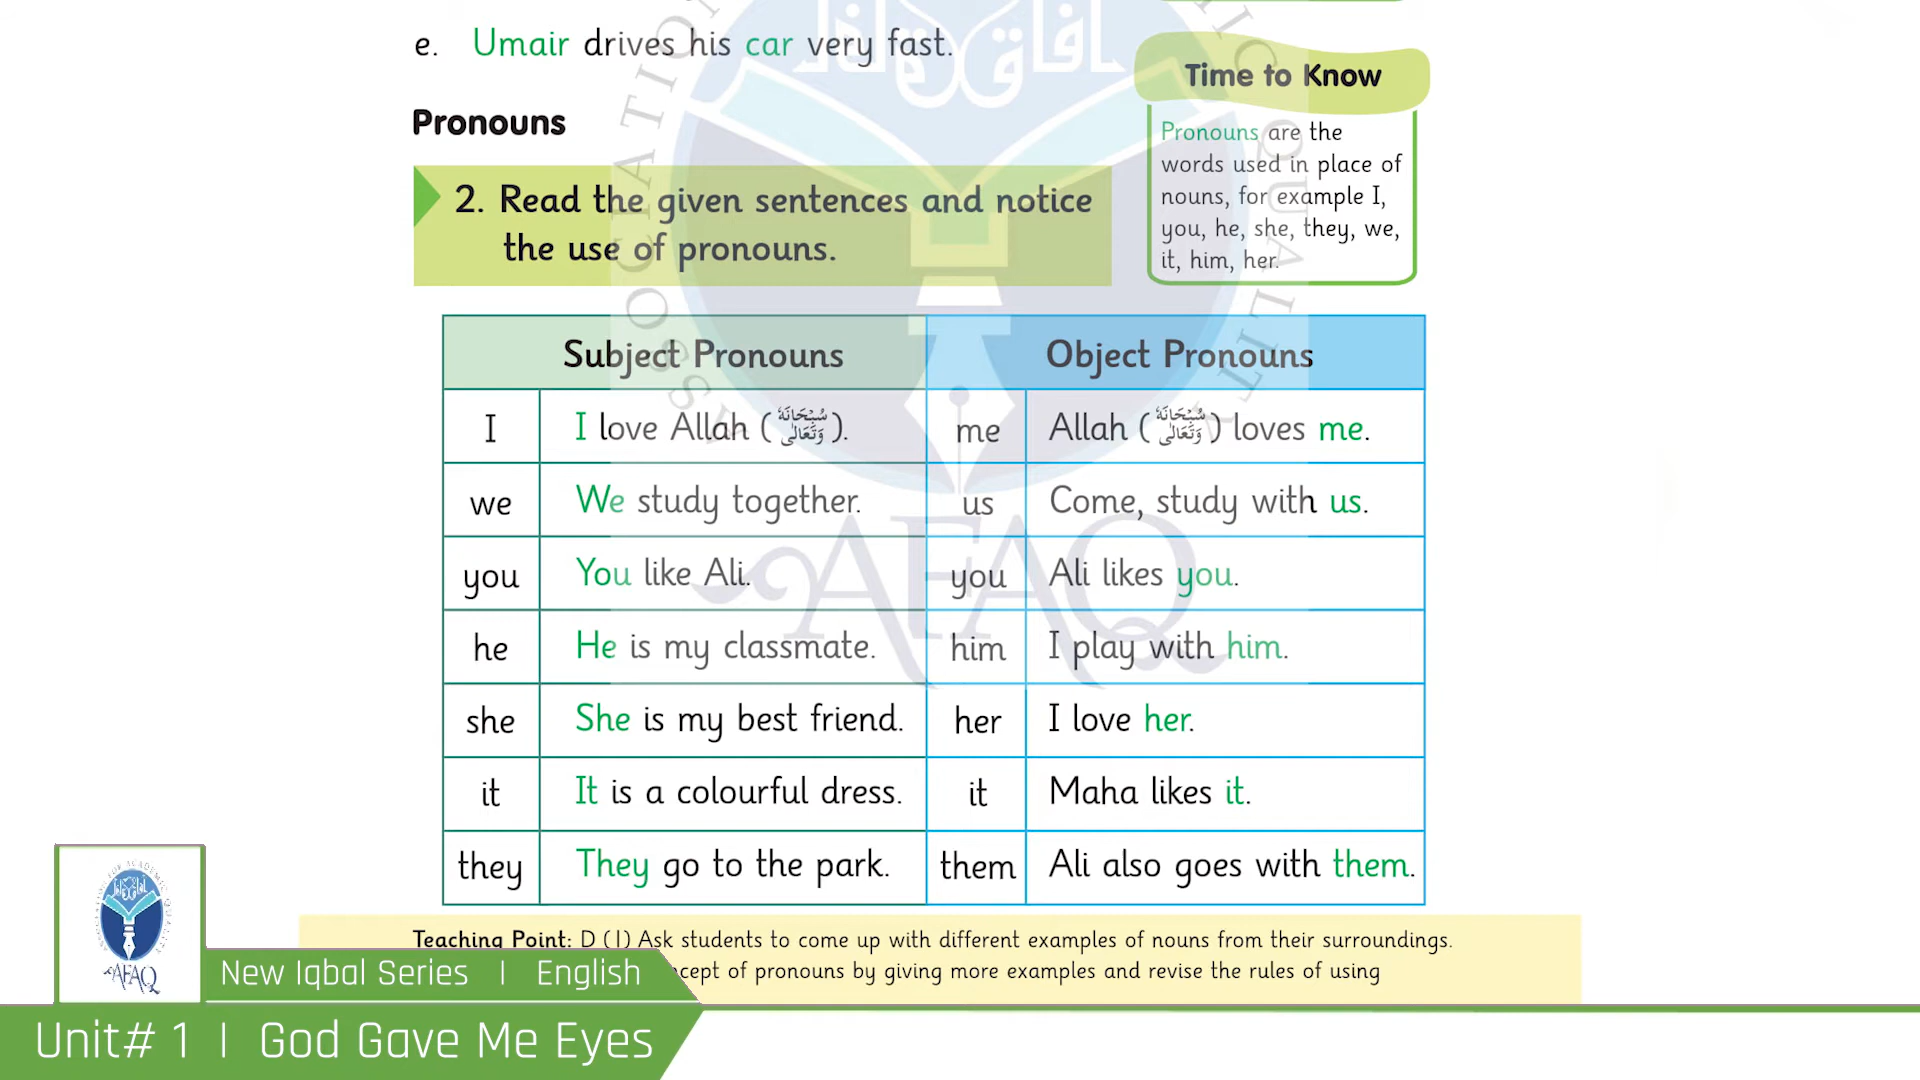 e. Umair drives his car very fast.
Time to Know
Pronouns are the
words used in place of
nouns, for example I,
you, he, she, they, we,
it, him, her.
Pronouns
2. Read the given sentences and notice
the use of pronouns.
Subject Pronouns Object Pronouns
I I love Allah (سُبْحَانَهٗ وَتَعَالٰی). me Allah (سُبْحَانَهٗ وَتَعَالٰی) loves me.
we We study together. us Come, study with us.
you You like Ali. you Ali likes you.
he He is my classmate. him I play with him.
she She is my best friend. her I love her.
it It is a colourful dress. it Maha likes it.
they They go to the park. them Ali also goes with them.
Teaching Point: D (1) Ask students to come up with different examples of nouns from their surroundings.
cept of pronouns by giving more examples and revise the rules of using
AFAQ
AFAQ
New Iqbal Series | English
Unit# 1 | God Gave Me Eyes